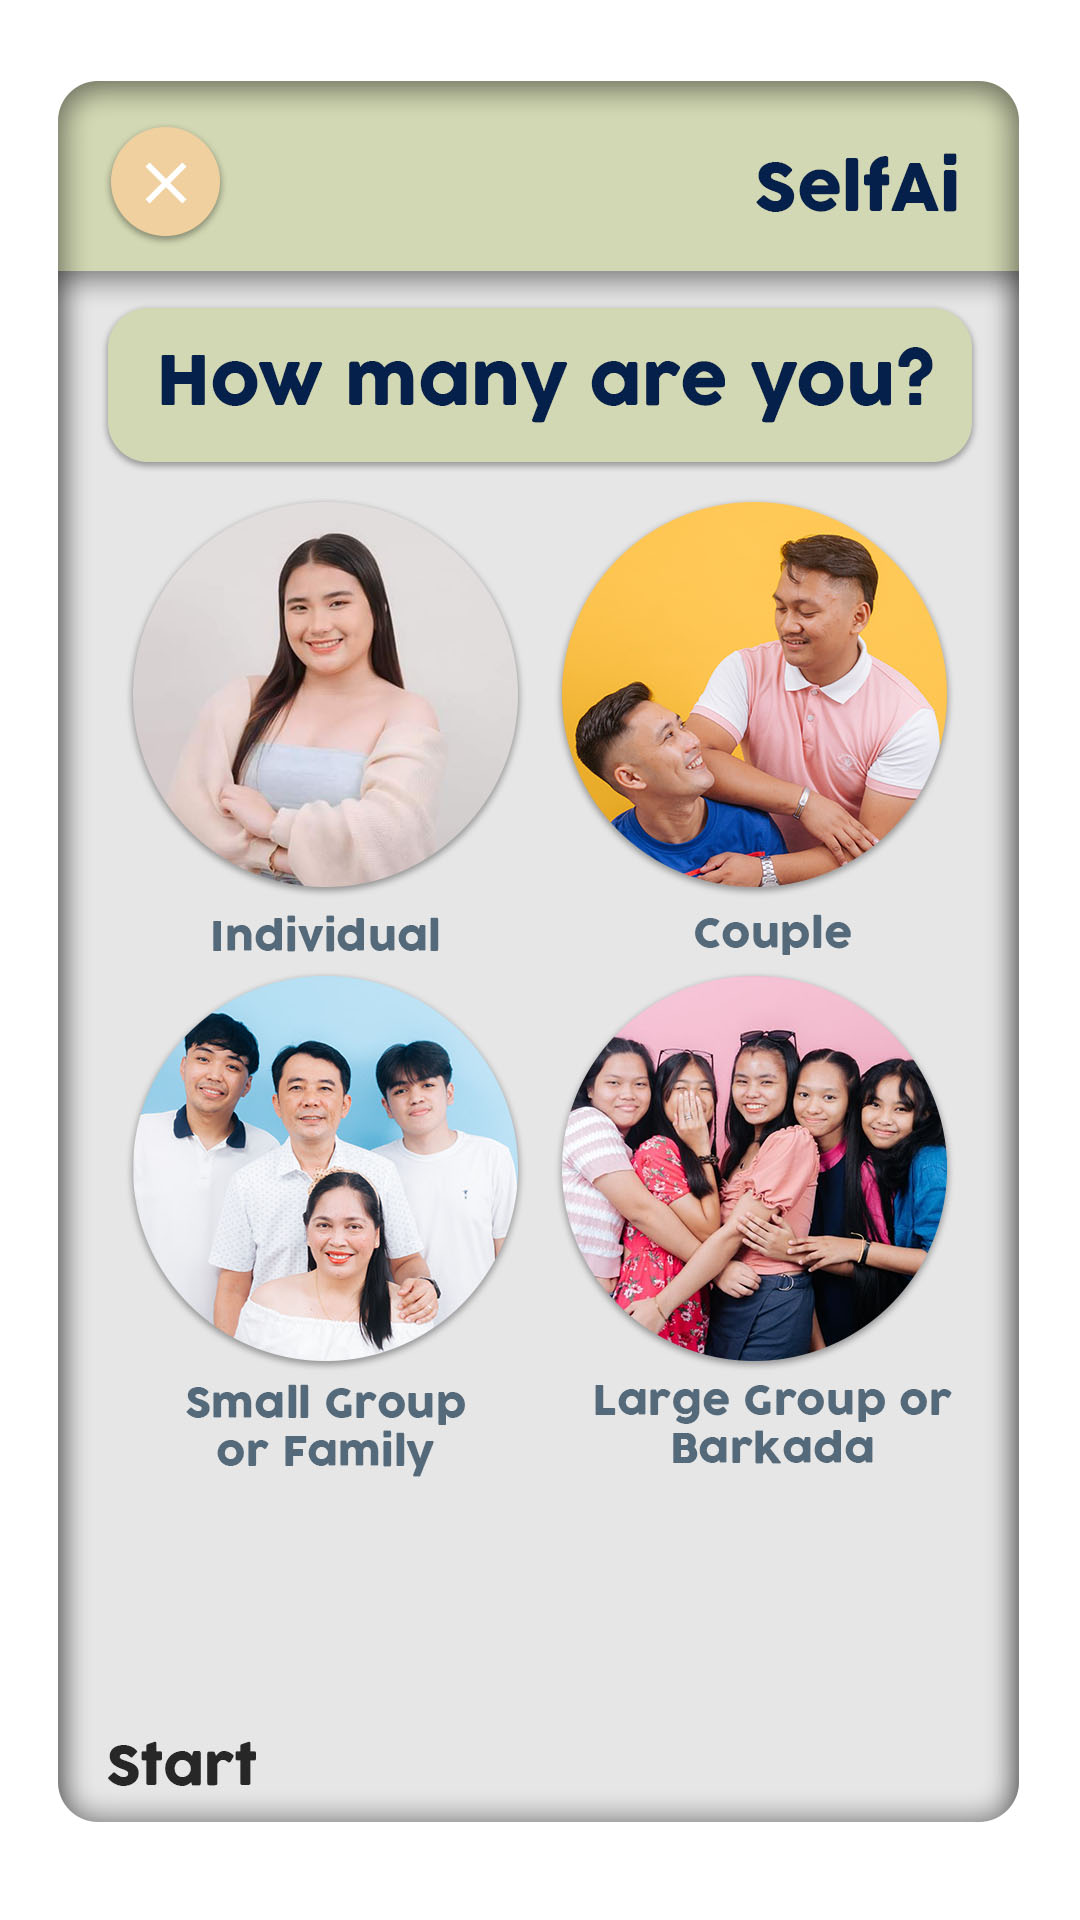 SelfAi
How many are you?
Individual
Couple
Small Group
or Family
Large Group or
Barkada
Start